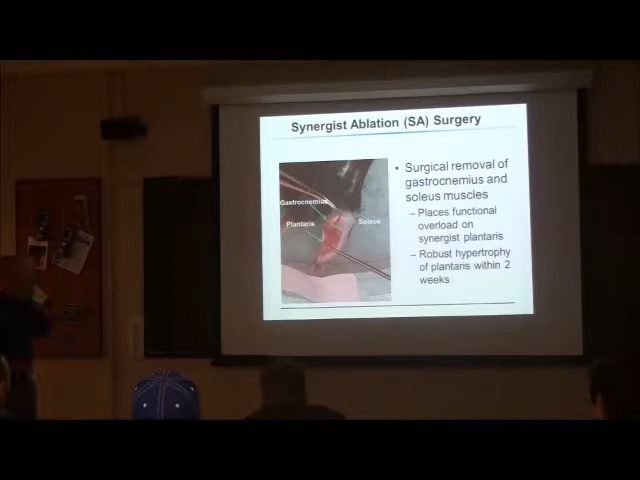 Synergist Ablation (SA) Surgery
Gastrocnemius
Plantaris
Soleus
• Surgical removal of
gastrocnemius and
soleus muscles
– Places functional
overload on
synergist plantaris
– Robust hypertrophy
of plantaris within 2
weeks